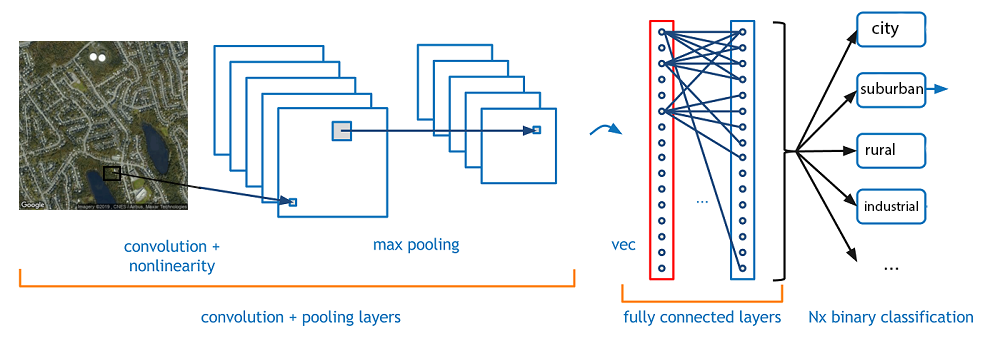 city
suburban
rural
industrial
...
...
Google
Imagery ©2019 , CNES / Airbus, Maxar Technologies
convolution +
nonlinearity
max pooling
vec
convolution + pooling layers
fully connected layers
Nx binary classification